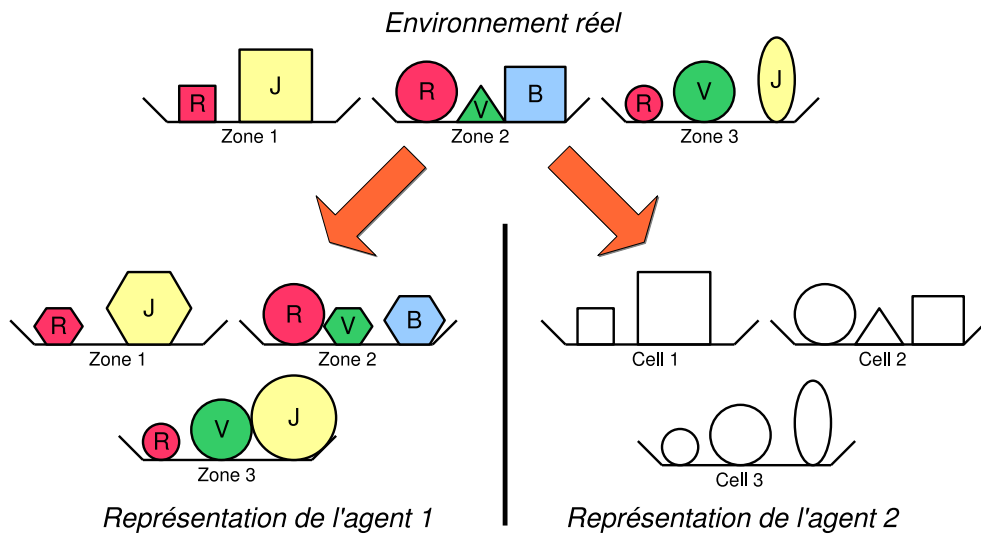 Environnement réel
R J R V B R V J
Zone 1 Zone 2 Zone 3
R J R V B
Zone 1 Zone 2
R V J
Zone 3
Cell 1 Cell 2
Cell 3
Représentation de l'agent 1 Représentation de l'agent 2